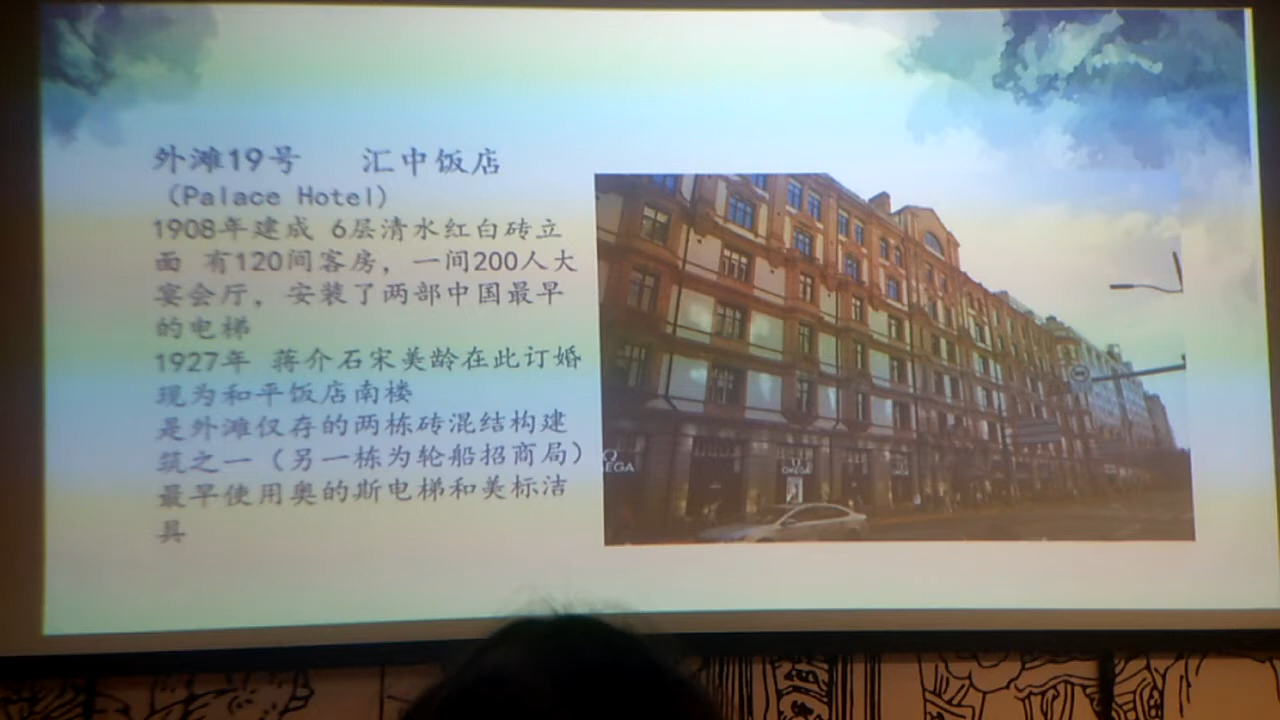 外滩19号 汇中饭店
(Palace Hotel)
1908年建成 6层清水红白砖立
面 有120间客房，一间200人大
宴会厅，安装了两部中国最早
的电梯
1927年 蒋介石宋美龄在此订婚
现为和平饭店南楼
是外滩仅存的两栋砖混结构建
筑之一（另一栋为轮船招商局）
最早使用奥的斯电梯和美标洁
具
Ω
EGA
Ω
OMEGA